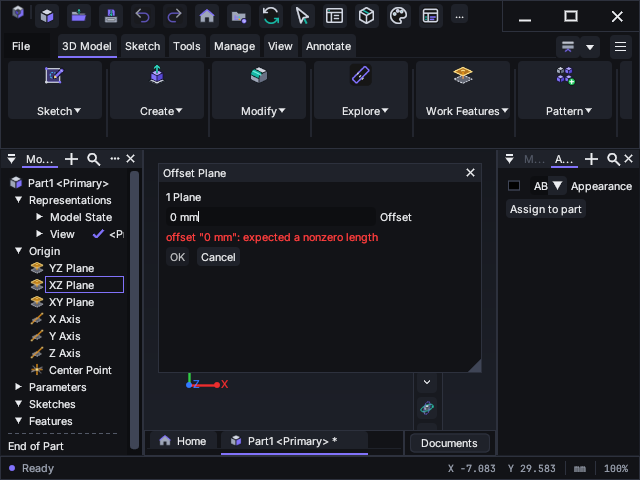 ...
File
3D Model
Sketch
Tools
Manage
View
Annotate
Sketch
Create
Modify
Explore
Work Features
Pattern
Mo...
...
Part1 <Primary>
Representations
Model State
View
Origin
YZ Plane
XZ Plane
XY Plane
X Axis
Y Axis
Z Axis
Center Point
Parameters
Sketches
Features
End of Part
Offset Plane
1 Plane
0 mm
Offset
offset "0 mm": expected a nonzero length
OK
Cancel
Z
X
Home
Part1 <Primary> *
Documents
M...
A...
AB
Appearance
Assign to part
Ready
X -7.083
Y 29.583
mm
100%